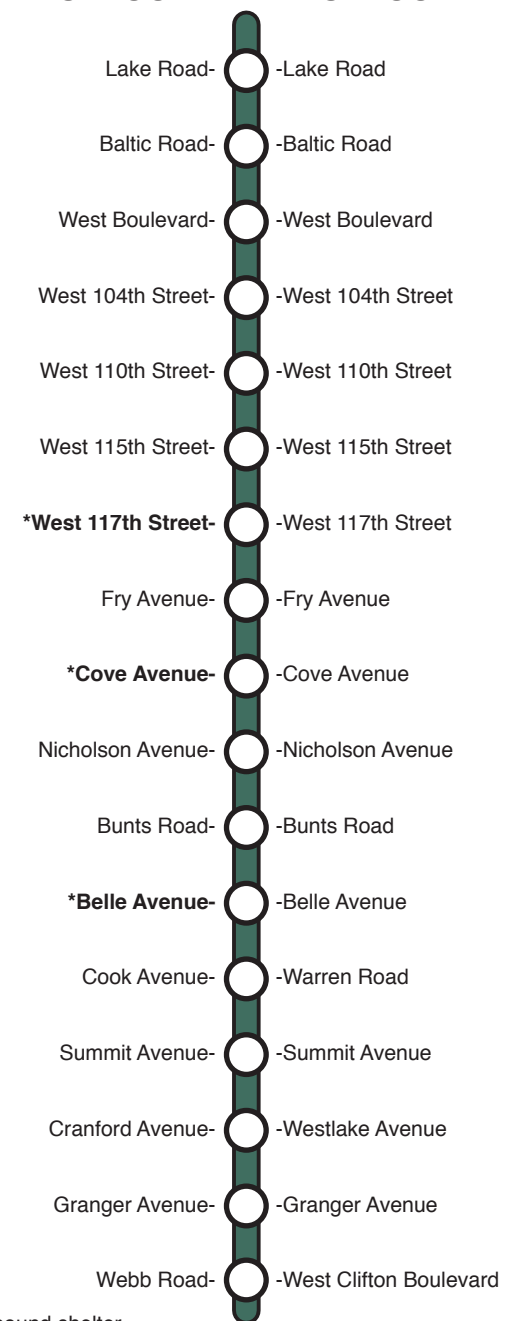 Lake Road- -Lake Road
Baltic Road- -Baltic Road
West Boulevard- -West Boulevard
West 104th Street- -West 104th Street
West 110th Street- -West 110th Street
West 115th Street- -West 115th Street
*West 117th Street- -West 117th Street
Fry Avenue- -Fry Avenue
*Cove Avenue- -Cove Avenue
Nicholson Avenue- -Nicholson Avenue
Bunts Road- -Bunts Road
*Belle Avenue- -Belle Avenue
Cook Avenue- -Warren Road
Summit Avenue- -Summit Avenue
Cranford Avenue- -Westlake Avenue
Granger Avenue- -Granger Avenue
Webb Road- -West Clifton Boulevard
shelter